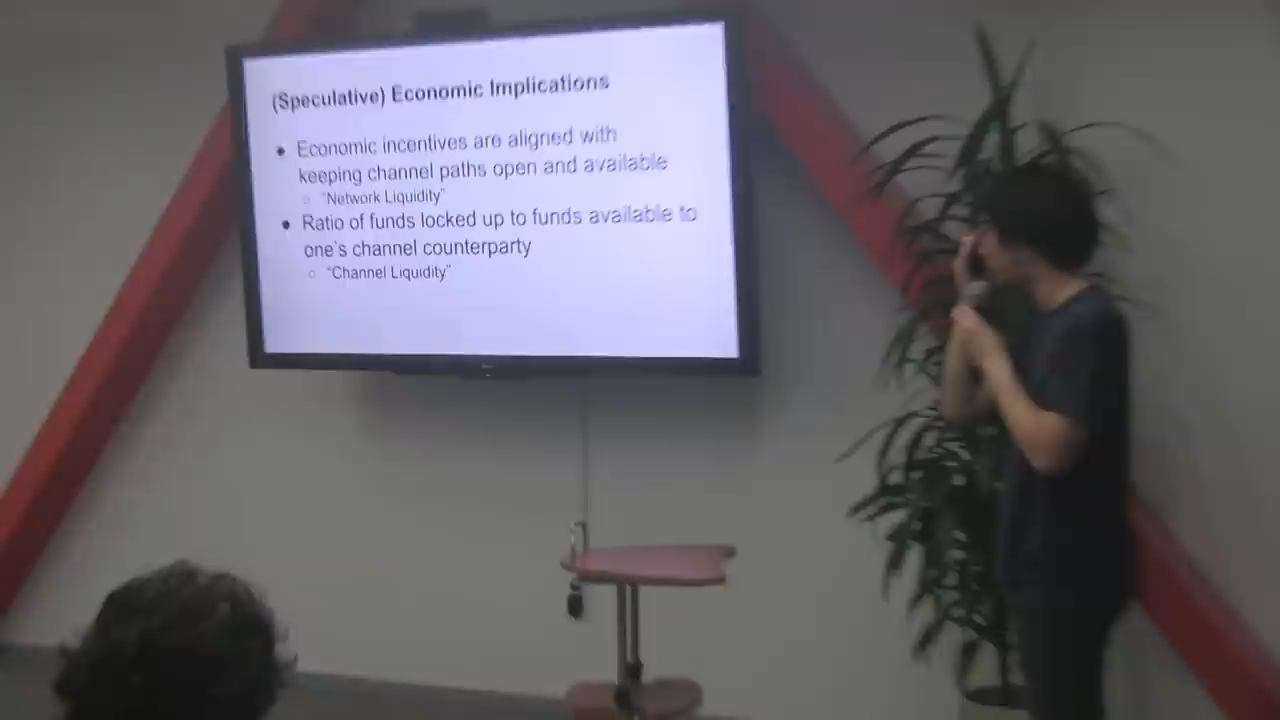 (Speculative) Economic Implications
● Economic incentives are aligned with
keeping channel paths open and available
○ "Network Liquidity"
● Ratio of funds locked up to funds available to
one's channel counterparty
○ "Channel Liquidity"